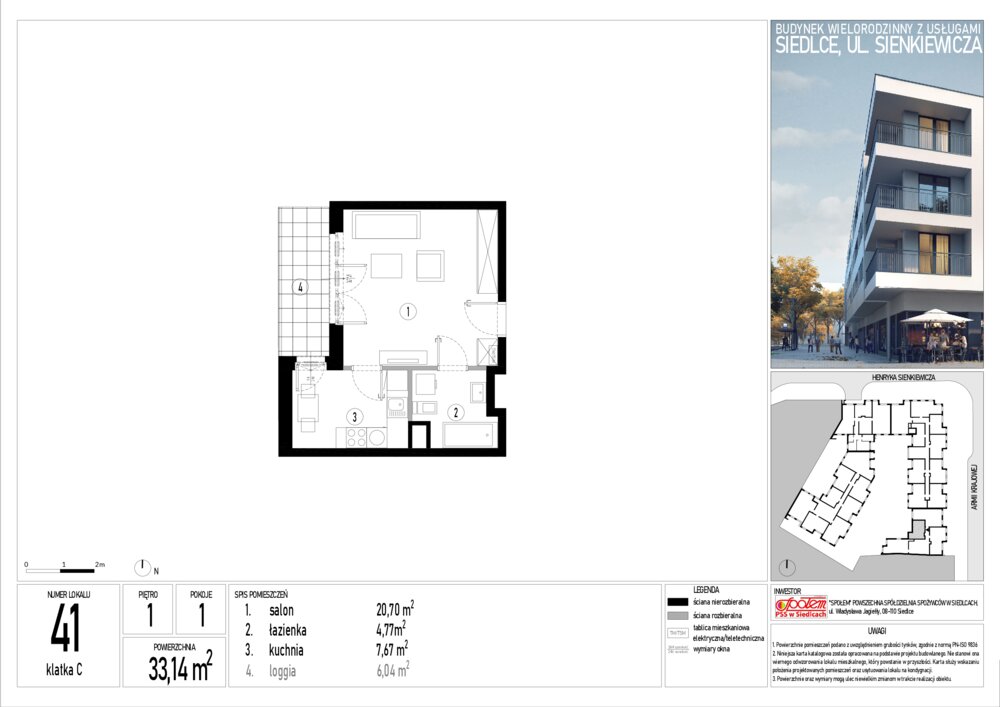 BUDYNEK WIELORODZINNY Z USŁUGAMI
SIEDLCE, UL. SIENKIEWICZA
4
1
3
2
HENRYKA SIENKIEWICZA
ARMII KRAJOWEJ
0 1 2m
N
NUMER LOKALU
41
klatka C
PIĘTRO
1
POKOJE
1
POWIERZCHNIA
33,14 m²
SPIS POMIESZCZEŃ
1. salon 20,70 m²
2. łazienka 4,77m²
3. kuchnia 7,67 m²
4. loggia 6,04 m²
LEGENDA
ściana nierozbieralna
ściana rozbieralna
tablica mieszkaniowa
elektryczna/teletechniczna
wymiary okna
INWESTOR
Społem
PSS w Siedlcach
"SPOŁEM" POWSZECHNA SPÓŁDZIELNIA SPOŻYWCÓW W SIEDLCACH,
ul. Władysława Jagiełły, 08-110 Siedlce
UWAGI
1. Powierzchnie pomieszczeń podano z uwzględnieniem grubości tynków, zgodnie z normą PN-ISO 9836
2. Niniejsza karta katalogowa została opracowana na podstawie projektu budowlanego. Nie stanowi ona
wiernego odwzorowania lokalu mieszkalnego, który powstanie w przyszłości. Karta służy wskazaniu
położenia projektowanych pomieszczeń oraz usytuowania lokalu na kondygnacji.
3. Powierzchnie oraz wymiary mogą ulec niewielkim zmianom w trakcie realizacji obiektu.